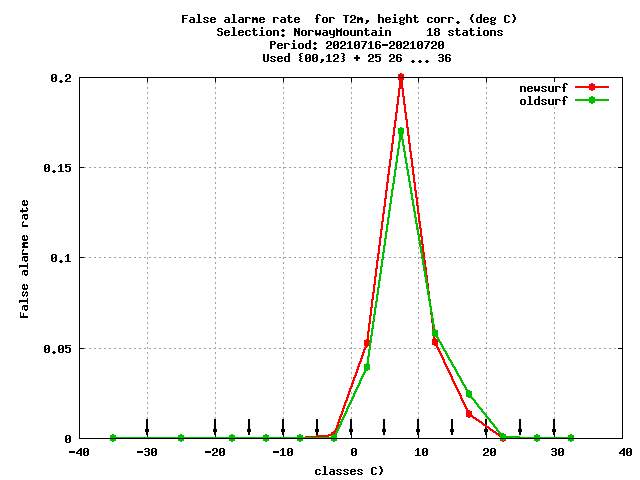 False alarme rate  for T2m, height corr. (deg C)
Selection: NorwayMountain     18 stations
Period: 20210716-20210720
Used {00,12} + 25 26 ... 36
newsurf
oldsurf
0.2
0.15
0.1
0.05
0
False alarme rate
-40 -30 -20 -10 0 10 20 30 40
classes C)